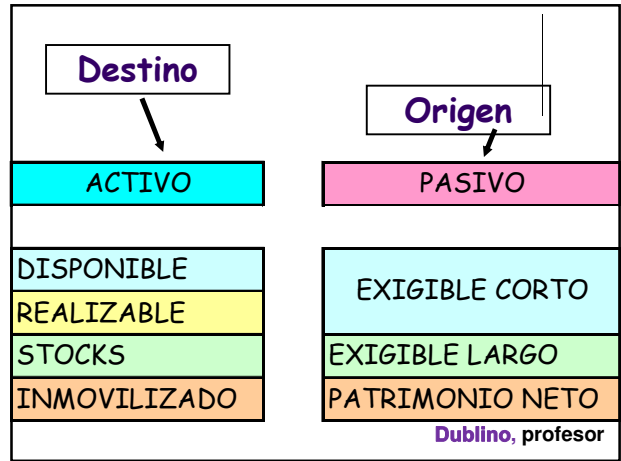 Destino
Origen
ACTIVO
PASIVO
DISPONIBLE
REALIZABLE
STOCKS
INMOVILIZADO
EXIGIBLE CORTO
EXIGIBLE LARGO
PATRIMONIO NETO
Dublino, profesor